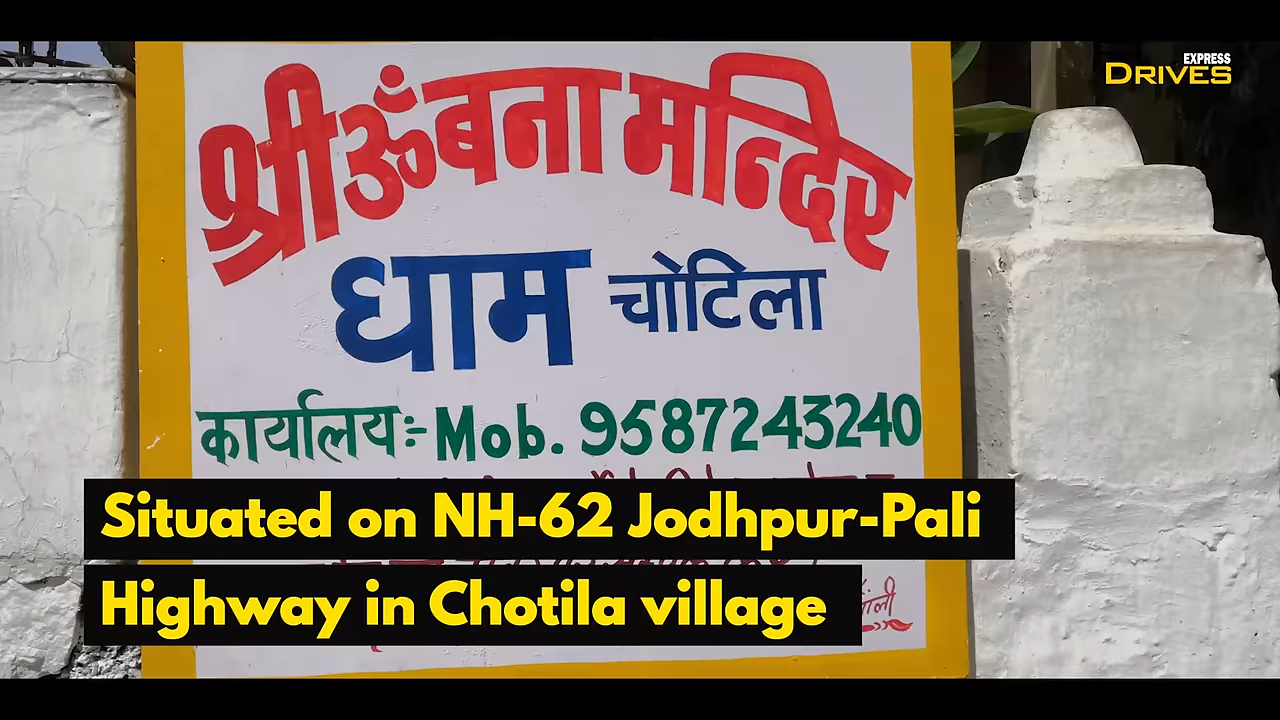 EXPRESS
DRIVES
श्री ॐ बना मन्दिर
धाम चोटिला
कार्यालयः- Mob. 9587243240
Situated on NH-62 Jodhpur-Pali
Highway in Chotila village